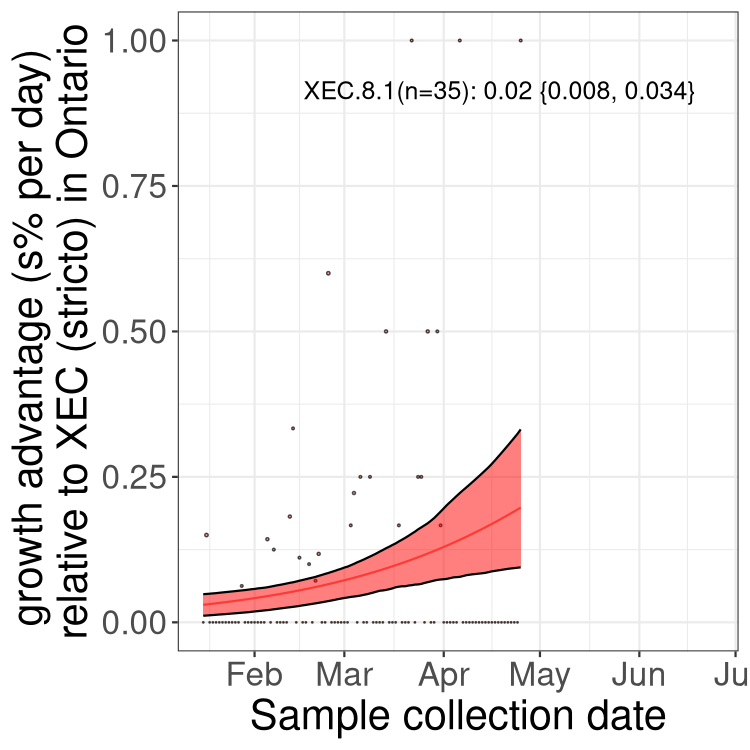 growth advantage (s% per day)
relative to XEC (stricto) in Ontario
1.00
0.75
0.50
0.25
0.00
XEC.8.1(n=35): 0.02 {0.008, 0.034}
Feb Mar Apr May Jun Ju
Sample collection date